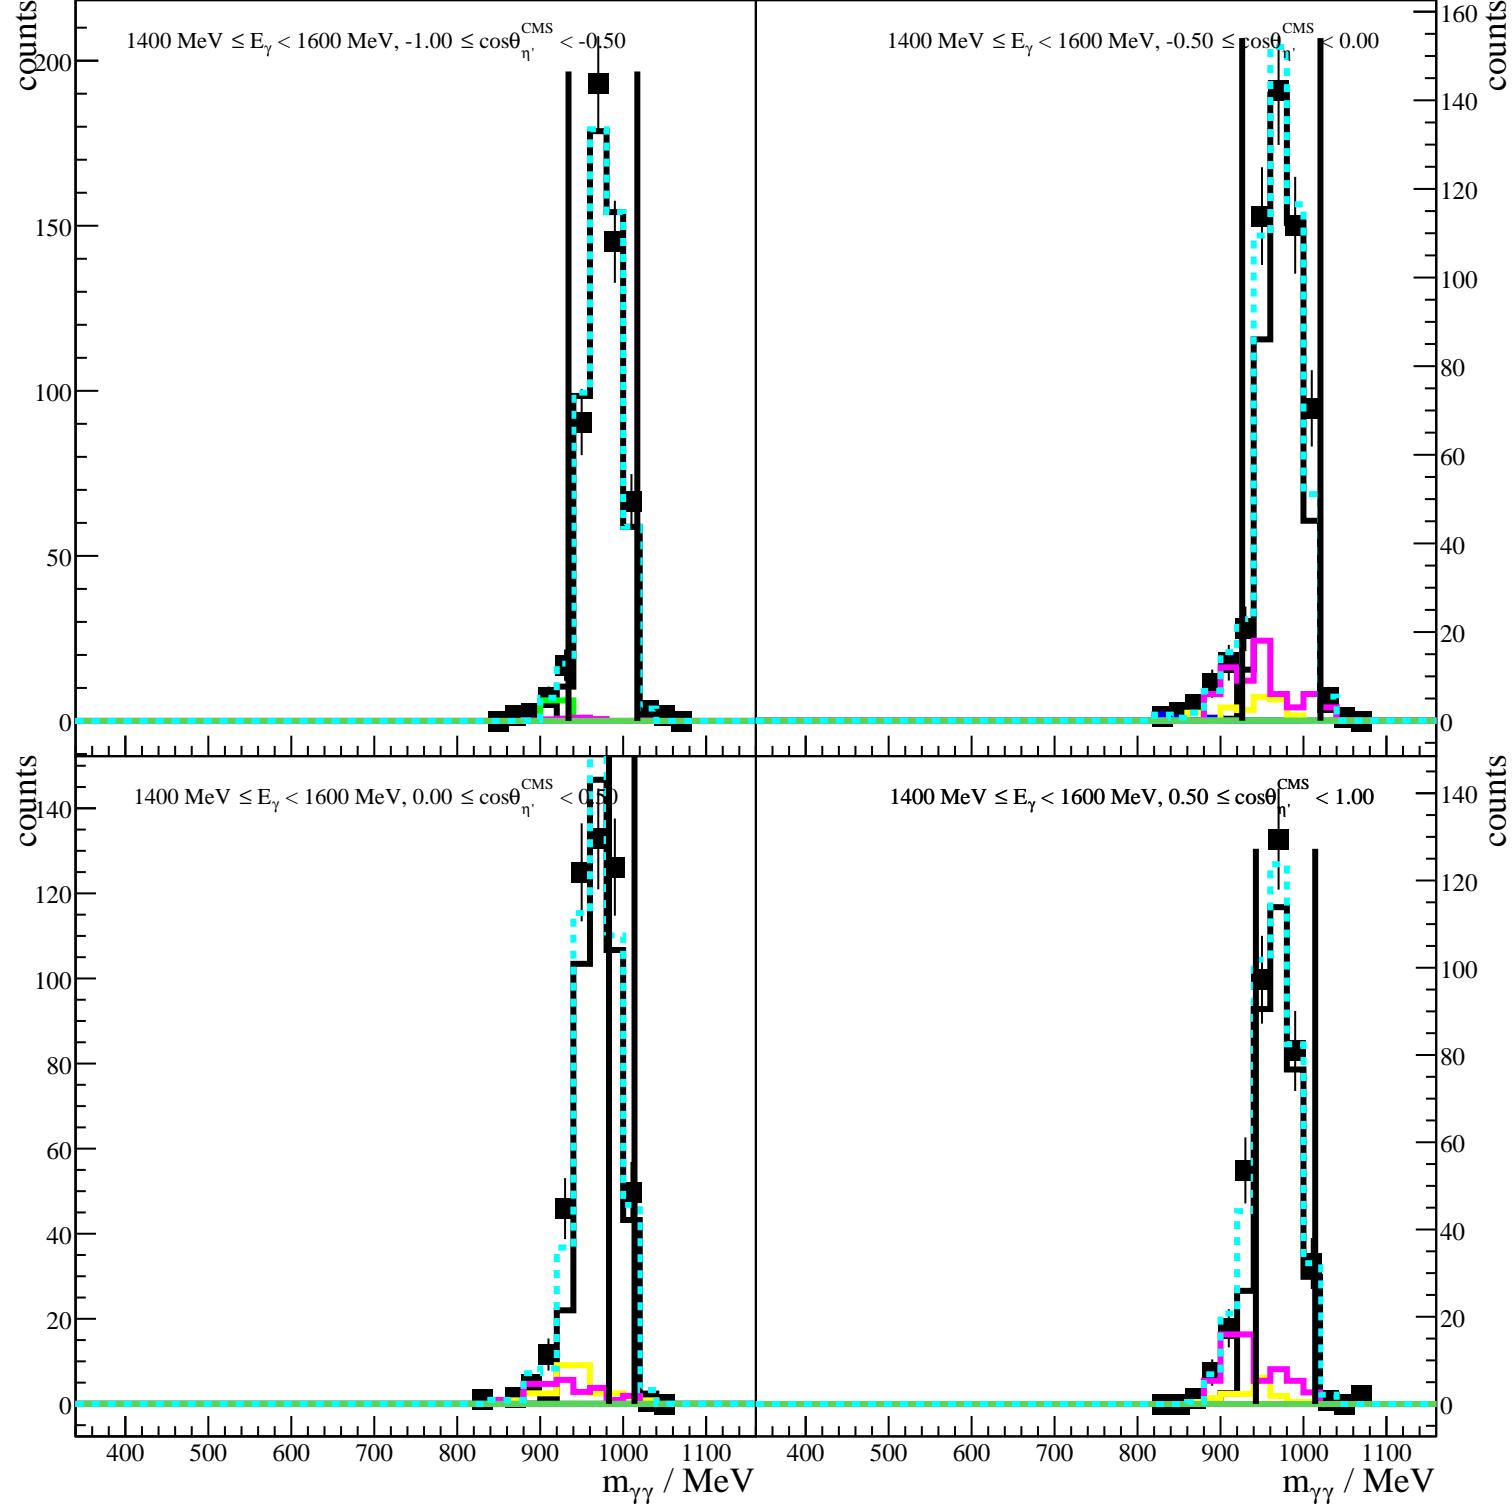 counts
1400 MeV ≤ Eγ < 1600 MeV, -1.00 ≤ cosθη'CMS < -0.50
200
150
100
50
0
counts
1400 MeV ≤ Eγ < 1600 MeV, -0.50 ≤ cosθη'CMS < 0.00
160
140
120
100
80
60
40
20
0
counts
1400 MeV ≤ Eγ < 1600 MeV, 0.00 ≤ cosθη'CMS < 0.50
140
120
100
80
60
40
20
0
400 500 600 700 800 900 1000 1100
mγγ / MeV
counts
1400 MeV ≤ Eγ < 1600 MeV, 0.50 ≤ cosθη'CMS < 1.00
140
120
100
80
60
40
20
0
400 500 600 700 800 900 1000 1100
mγγ / MeV